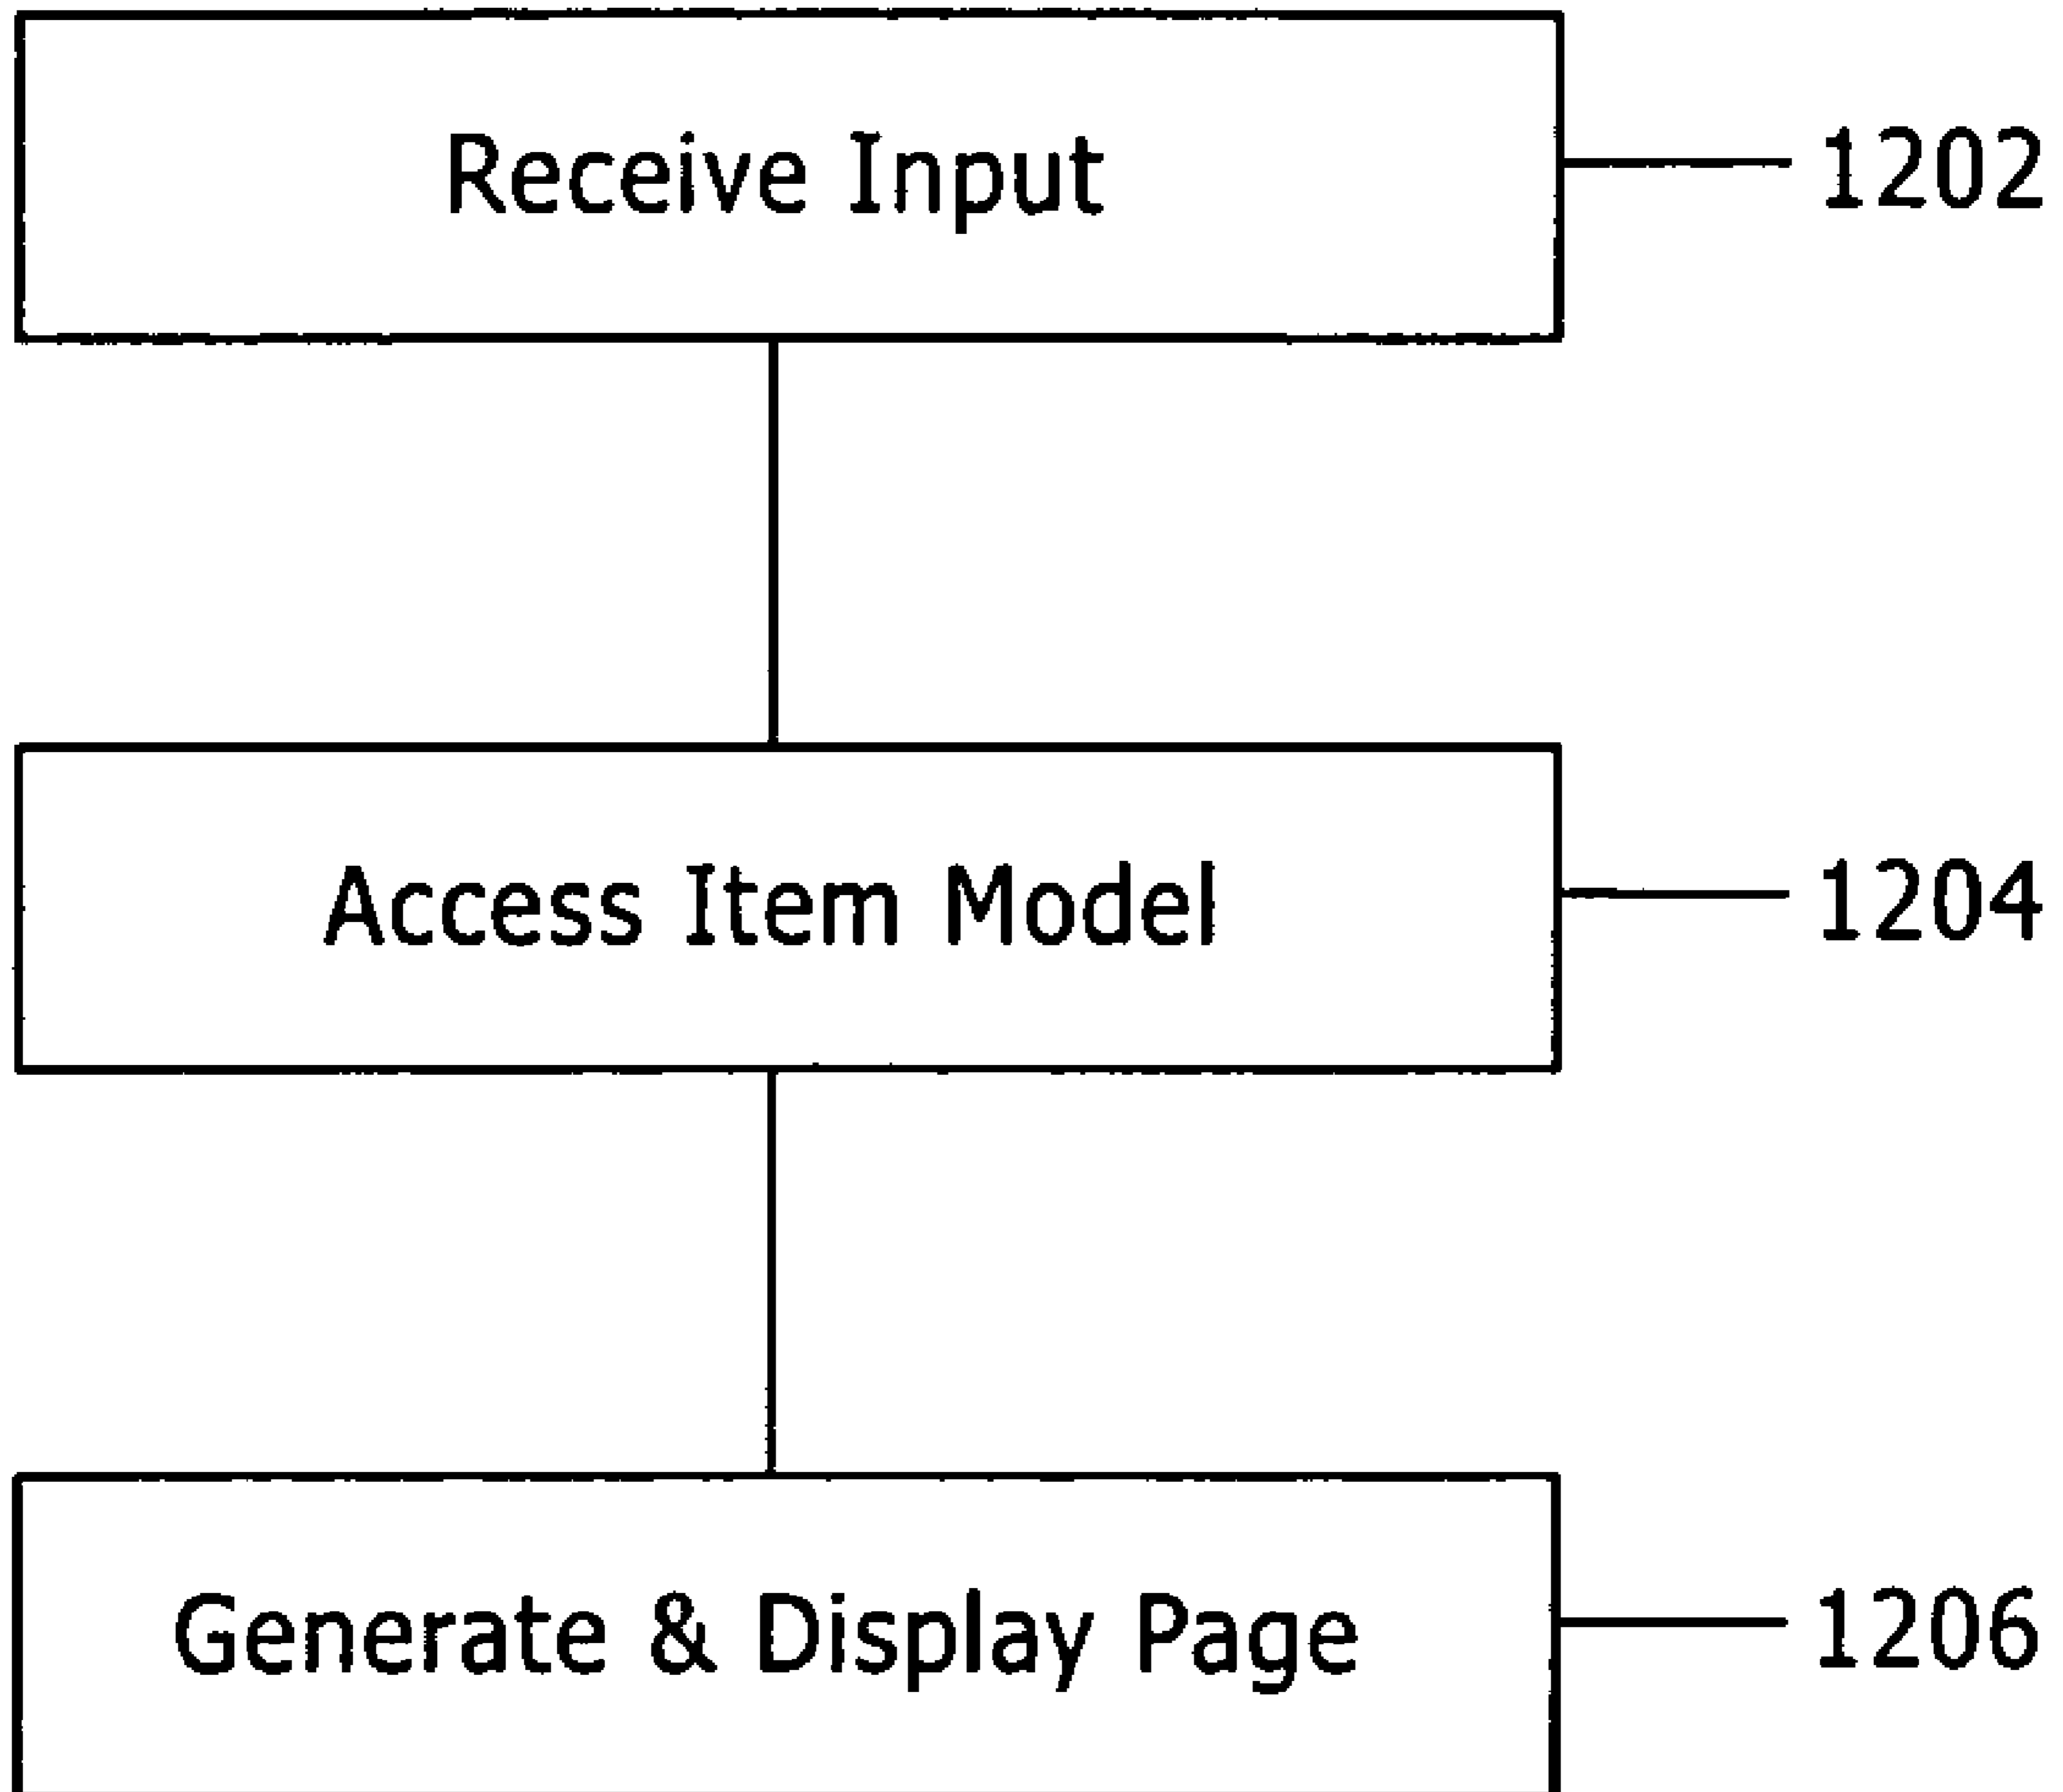 Receive Input 1202
Access Item Model 1204
Generate & Display Page 1206